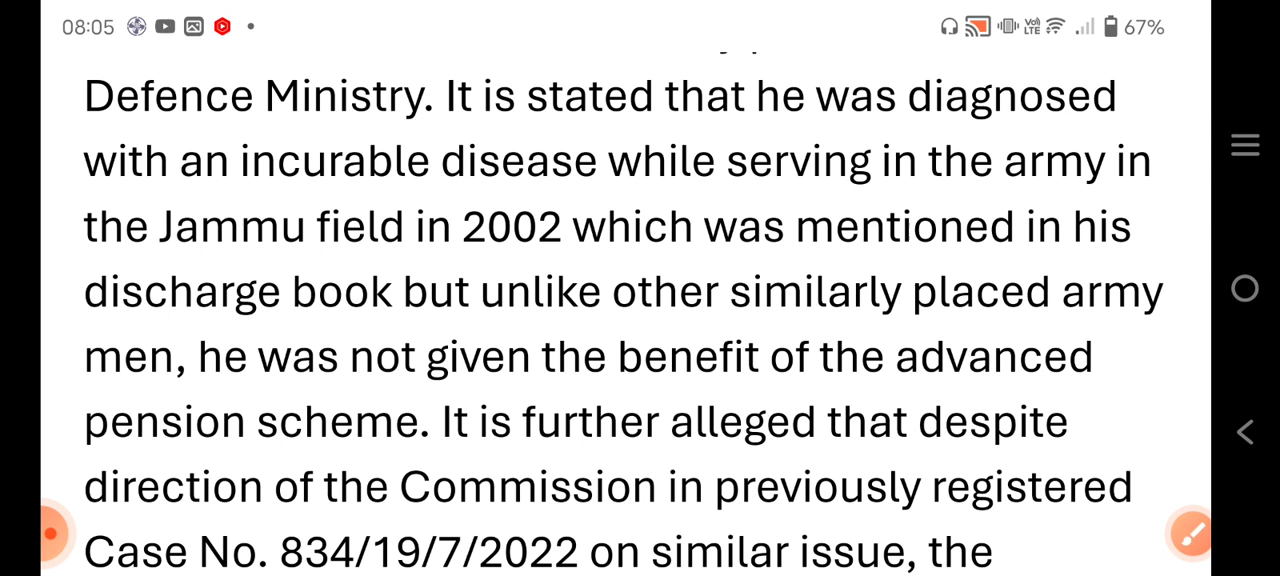 08:05
Vo) LTE
67%
Defence Ministry. It is stated that he was diagnosed
with an incurable disease while serving in the army in
the Jammu field in 2002 which was mentioned in his
discharge book but unlike other similarly placed army
men, he was not given the benefit of the advanced
pension scheme. It is further alleged that despite
direction of the Commission in previously registered
Case No. 834/19/7/2022 on similar issue, the